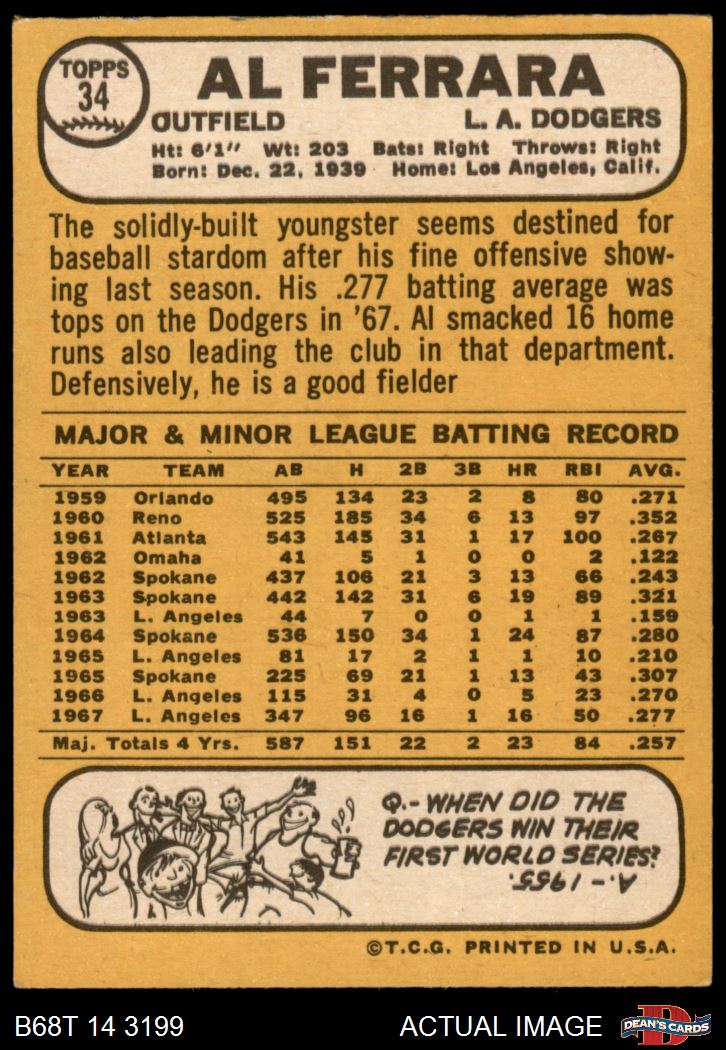 TOPPS
34
AL FERRARA
OUTFIELD L. A. DODGERS
Ht: 6'1" Wt: 203 Bats: Right Throws: Right
Born: Dec. 22, 1939 Home: Los Angeles, Calif.
The solidly-built youngster seems destined for
baseball stardom after his fine offensive show-
ing last season. His .277 batting average was
tops on the Dodgers in '67. Al smacked 16 home
runs also leading the club in that department.
Defensively, he is a good fielder
MAJOR & MINOR LEAGUE BATTING RECORD
YEAR TEAM AB H 2B 3B HR RBI AVG.
1959 Orlando 495 134 23 2 8 80 .271
1960 Reno 525 185 34 6 13 97 .352
1961 Atlanta 543 145 31 1 17 100 .267
1962 Omaha 41 5 1 0 0 2 .122
1962 Spokane 437 106 21 3 13 66 .243
1963 Spokane 442 142 31 6 19 89 .321
1963 L. Angeles 44 7 0 0 1 1 .159
1964 Spokane 536 150 34 1 24 87 .280
1965 L. Angeles 81 17 2 1 1 10 .210
1965 Spokane 225 69 21 1 13 43 .307
1966 L. Angeles 115 31 4 0 5 23 .270
1967 L. Angeles 347 96 16 1 16 50 .277
Maj. Totals 4 Yrs. 587 151 22 2 23 84 .257
Q.- WHEN DID THE
DODGERS WIN THEIR
FIRST WORLD SERIES?
A.- 1955.
©T.C.G. PRINTED IN U.S.A.
B68T 14 3199 ACTUAL IMAGE
D
DEAN'S CARDS